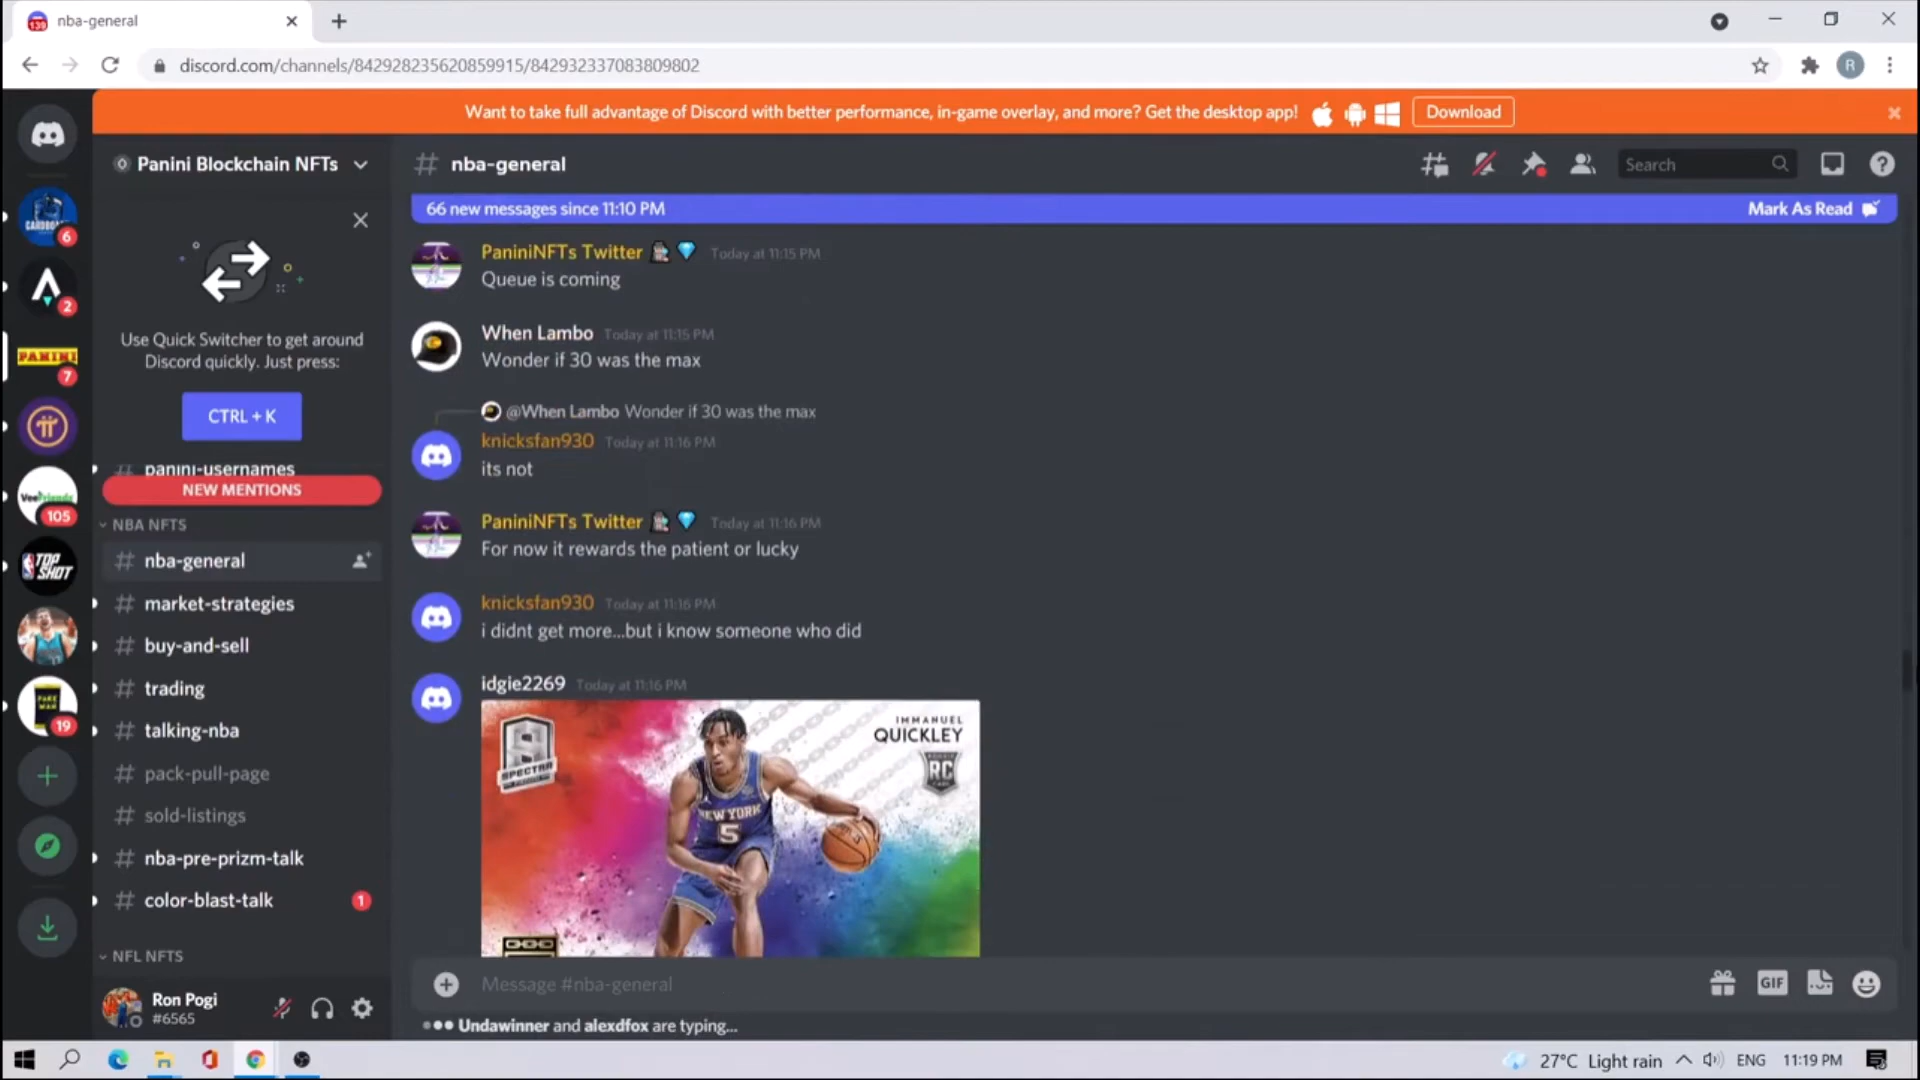 nba-general
discord.com/channels/842928235620859915/842932337083809802
R
Want to take full advantage of Discord with better performance, in-game overlay, and more? Get the desktop app!
Download
Panini Blockchain NFTs
nba-general
Search
66 new messages since 11:10 PM
Mark As Read
Use Quick Switcher to get around
Discord quickly. Just press:
CTRL + K
panini-usernames
NEW MENTIONS
NBA NFTS
nba-general
market-strategies
buy-and-sell
trading
talking-nba
pack-pull-page
sold-listings
nba-pre-prizm-talk
color-blast-talk
1
NFL NFTS
Ron Pogi
#6565
6
2
PANINI
7
VeeFriends
105
TOP SHOT
19
PaniniNFTs Twitter Today at 11:15 PM
Queue is coming
When Lambo Today at 11:15 PM
Wonder if 30 was the max
@When Lambo Wonder if 30 was the max
knicksfan930 Today at 11:16 PM
its not
PaniniNFTs Twitter Today at 11:16 PM
For now it rewards the patient or lucky
knicksfan930 Today at 11:16 PM
i didnt get more...but i know someone who did
idgie2269 Today at 11:16 PM
SPECTRA
IMMANUEL
QUICKLEY
RC
NEW YORK
5
Message #nba-general
GIF
Undawinner and alexdfox are typing...
27°C Light rain
ENG
11:19 PM